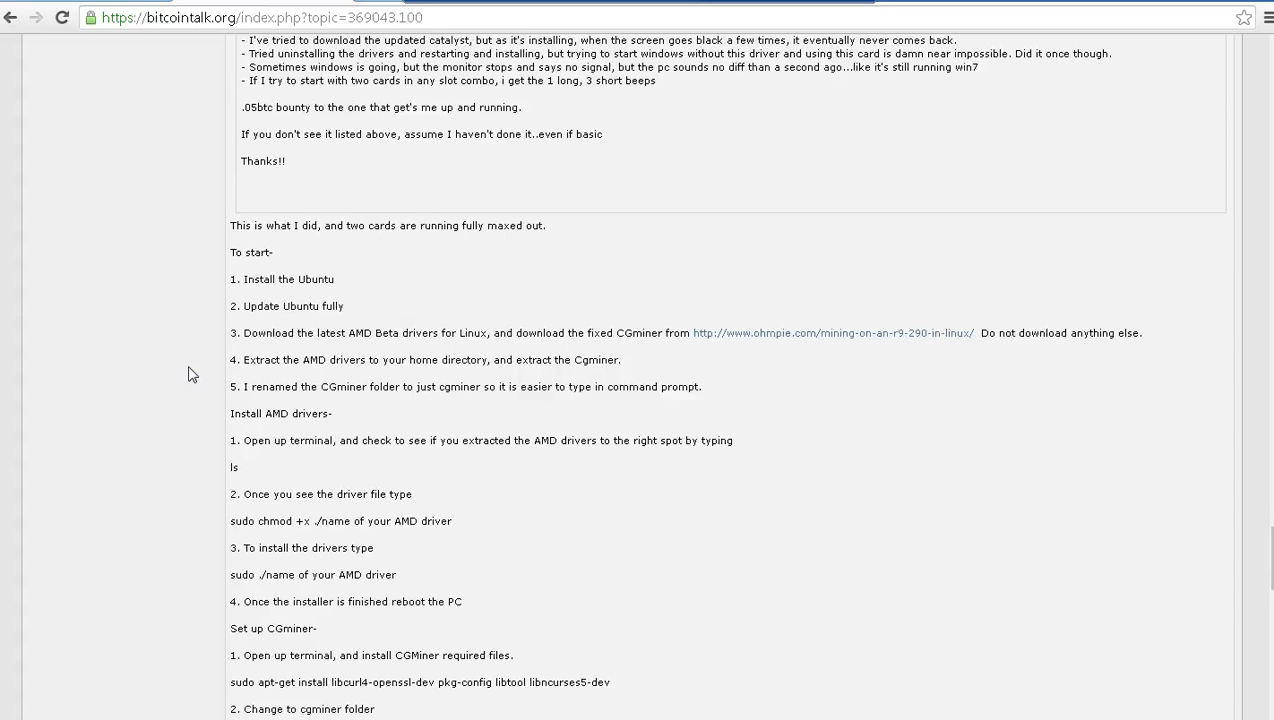 https://bitcointalk.org/index.php?topic=369043.100
- I've tried to download the updated catalyst, but as it's installing, when the screen goes black a few times, it eventually never comes back.
- Tried uninstalling the drivers and restarting and installing, but trying to start windows without this driver and using this card is damn near impossible. Did it once though.
- Sometimes windows is going, but the monitor stops and says no signal, but the pc sounds no diff than a second ago...like it's still running win7
- If I try to start with two cards in any slot combo, i get the 1 long, 3 short beeps
.05btc bounty to the one that get's me up and running.
If you don't see it listed above, assume I haven't done it..even if basic
Thanks!!
This is what I did, and two cards are running fully maxed out.
To start-
1. Install the Ubuntu
2. Update Ubuntu fully
3. Download the latest AMD Beta drivers for Linux, and download the fixed CGminer from http://www.ohmpie.com/mining-on-an-r9-290-in-linux/ Do not download anything else.
4. Extract the AMD drivers to your home directory, and extract the Cgminer.
5. I renamed the CGminer folder to just cgminer so it is easier to type in command prompt.
Install AMD drivers-
1. Open up terminal, and check to see if you extracted the AMD drivers to the right spot by typing
ls
2. Once you see the driver file type
sudo chmod +x ./name of your AMD driver
3. To install the drivers type
sudo ./name of your AMD driver
4. Once the installer is finished reboot the PC
Set up CGminer-
1. Open up terminal, and install CGMiner required files.
sudo apt-get install libcurl4-openssl-dev pkg-config libtool libncurses5-dev
2. Change to cgminer folder